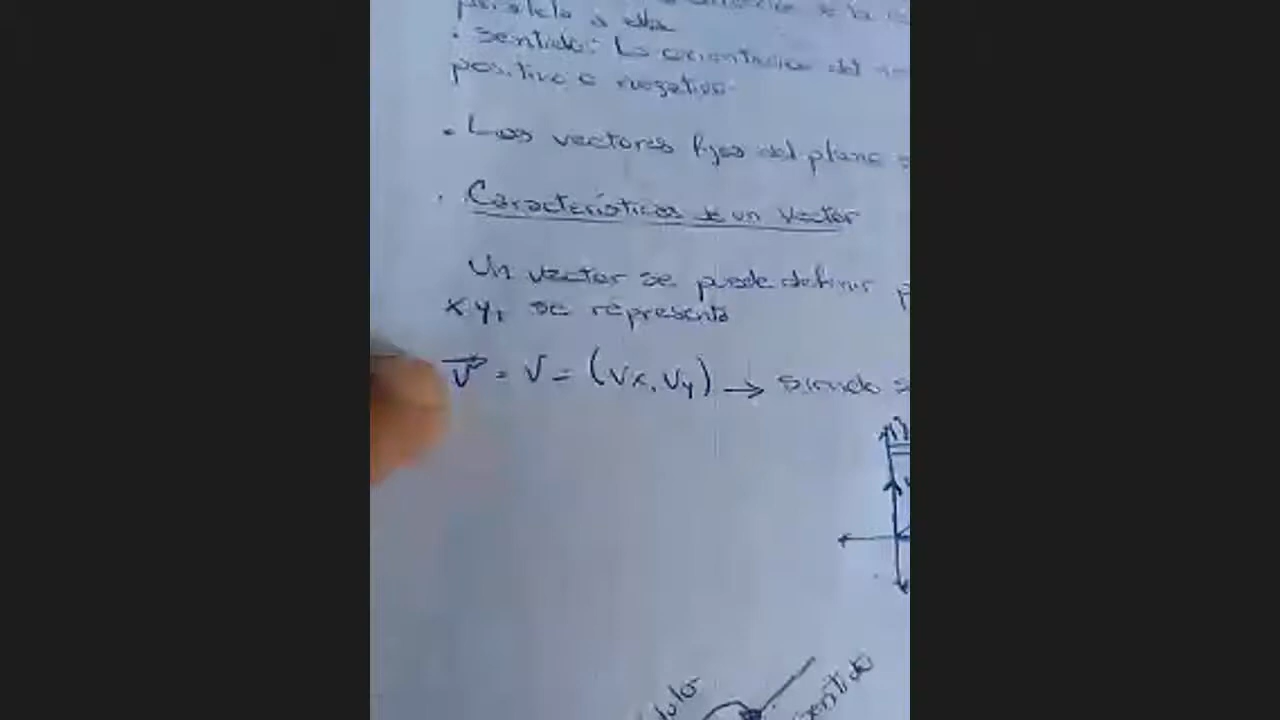 paralelo a ella
. Sentido: La orientación del
positivo o negativo
. Los vectores fijos del plano
. Características de un vector
Un vector se puede definir
x y, se representa
v⃗ = v = (vx, vy) → siendo
sentido